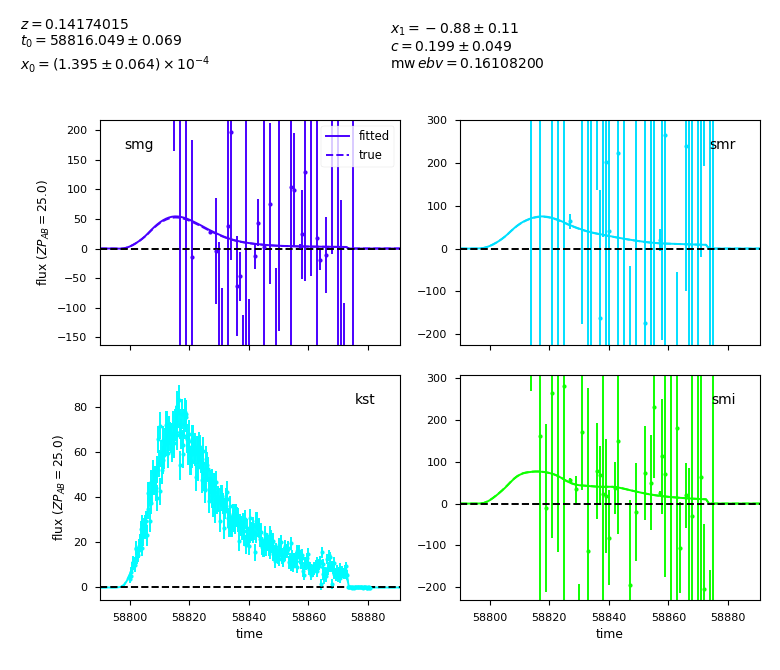 z = 0.14174015
t0 = 58816.049 ± 0.069
x0 = (1.395 ± 0.064) × 10^-4
x1 = −0.88 ± 0.11
c = 0.199 ± 0.049
mw ebv = 0.16108200
smg
fitted
true
200
150
100
50
0
−50
−100
−150
flux (ZP_AB = 25.0)
smr
300
200
100
0
−100
−200
kst
80
60
40
20
0
flux (ZP_AB = 25.0)
58800 58820 58840 58860 58880
time
smi
300
200
100
0
−100
−200
58800 58820 58840 58860 58880
time